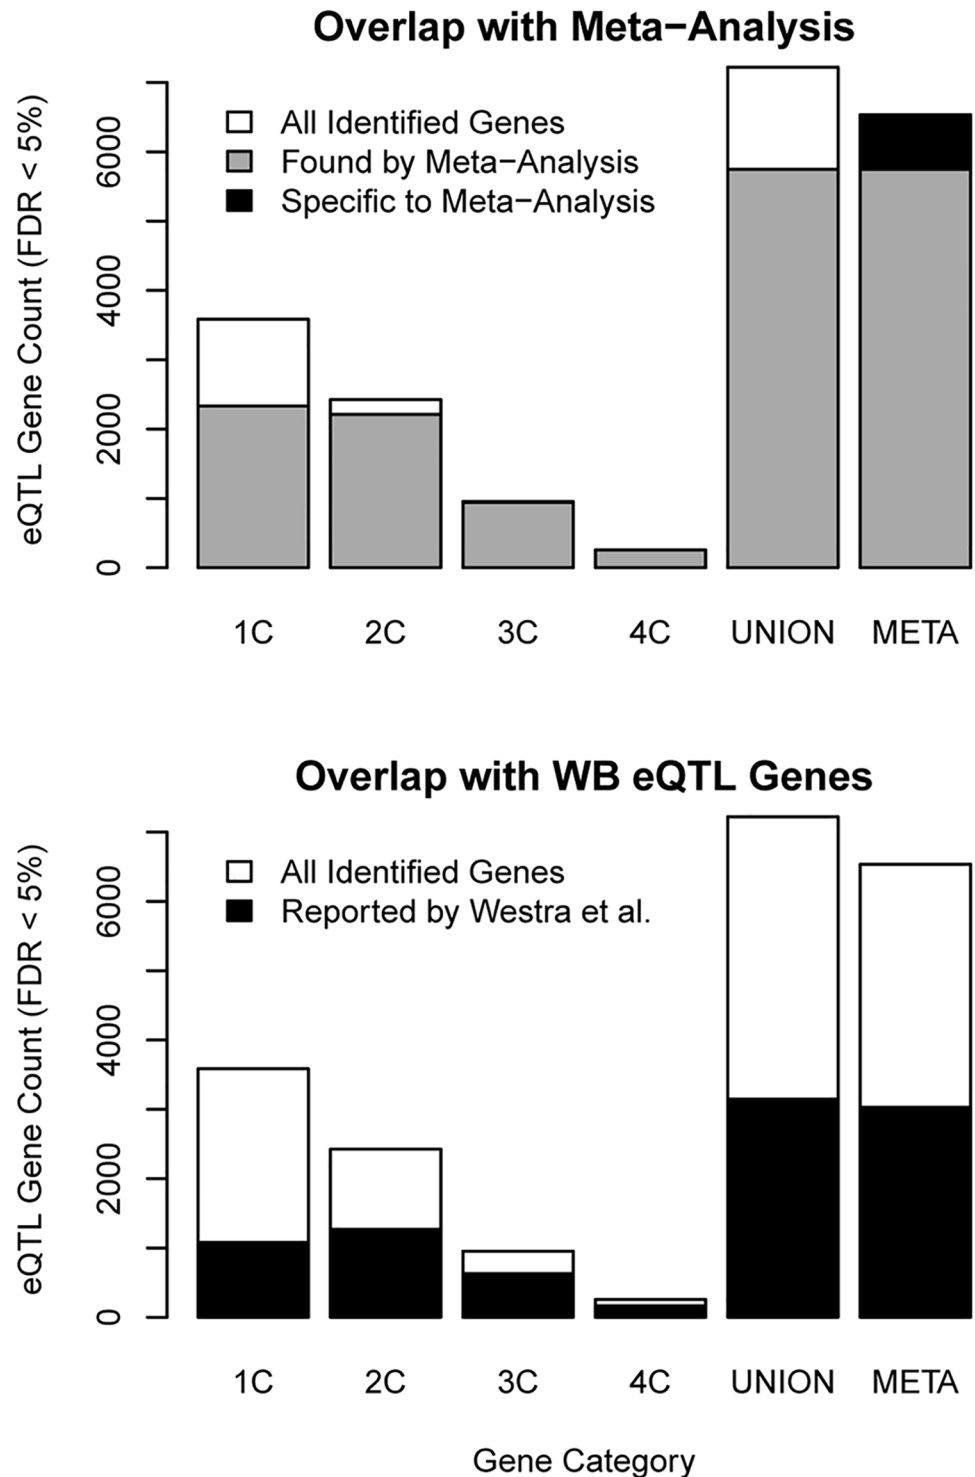 Overlap with Meta−Analysis
eQTL Gene Count (FDR < 5%)
6000
4000
2000
0
All Identified Genes
Found by Meta−Analysis
Specific to Meta−Analysis
1C 2C 3C 4C UNION META
Overlap with WB eQTL Genes
eQTL Gene Count (FDR < 5%)
6000
4000
2000
0
All Identified Genes
Reported by Westra et al.
1C 2C 3C 4C UNION META
Gene Category